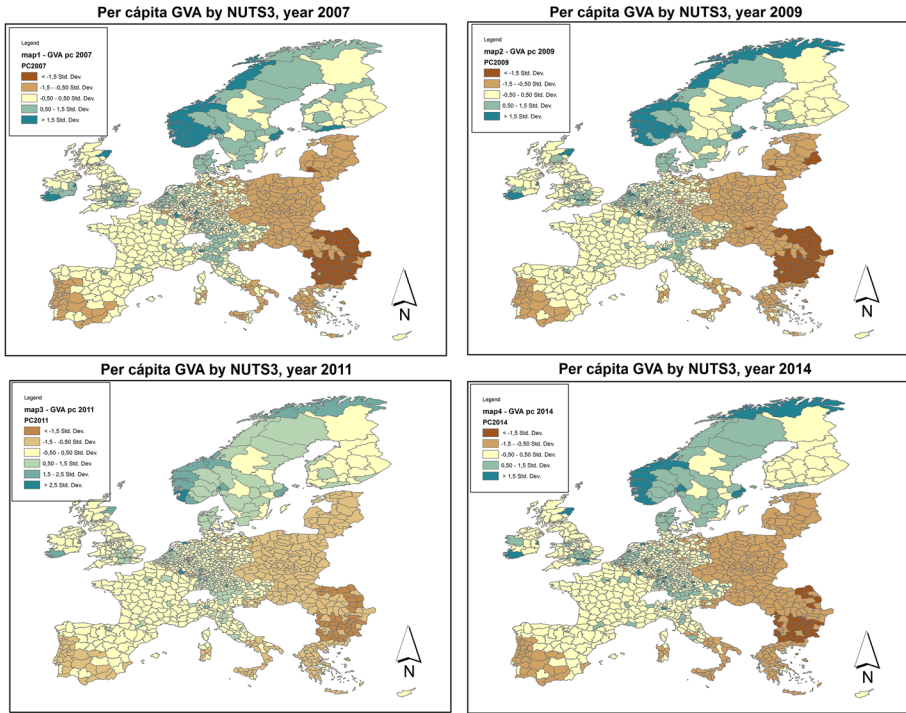 Per cápita GVA by NUTS3, year 2007
Legend
map1 - GVA pc 2007
PC2007
< -1,5 Std. Dev.
-1,5 - -0,50 Std. Dev.
-0,50 - 0,50 Std. Dev.
0,50 - 1,5 Std. Dev.
> 1,5 Std. Dev.
N
Per cápita GVA by NUTS3, year 2009
Legend
map2 - GVA pc 2009
PC2009
< -1,5 Std. Dev.
-1,5 - -0,50 Std. Dev.
-0,50 - 0,50 Std. Dev.
0,50 - 1,5 Std. Dev.
> 1,5 Std. Dev.
N
Per cápita GVA by NUTS3, year 2011
Legend
map3 - GVA pc 2011
PC2011
< -1,5 Std. Dev.
-1,5 - -0,50 Std. Dev.
-0,50 - 0,50 Std. Dev.
0,50 - 1,5 Std. Dev.
1,5 - 2,5 Std. Dev.
> 2,5 Std. Dev.
N
Per cápita GVA by NUTS3, year 2014
Legend
map4 - GVA pc 2014
PC2014
< -1,5 Std. Dev.
-1,5 - -0,50 Std. Dev.
-0,50 - 0,50 Std. Dev.
0,50 - 1,5 Std. Dev.
> 1,5 Std. Dev.
N